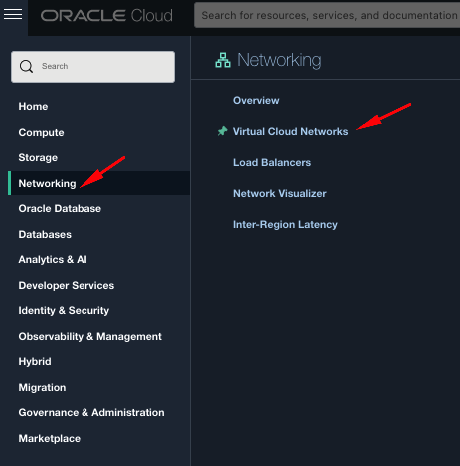 ORACLE Cloud
Search for resources, services, and documentation
Search
Home
Compute
Storage
Networking
Oracle Database
Databases
Analytics & AI
Developer Services
Identity & Security
Observability & Management
Hybrid
Migration
Governance & Administration
Marketplace
Networking
Overview
Virtual Cloud Networks
Load Balancers
Network Visualizer
Inter-Region Latency